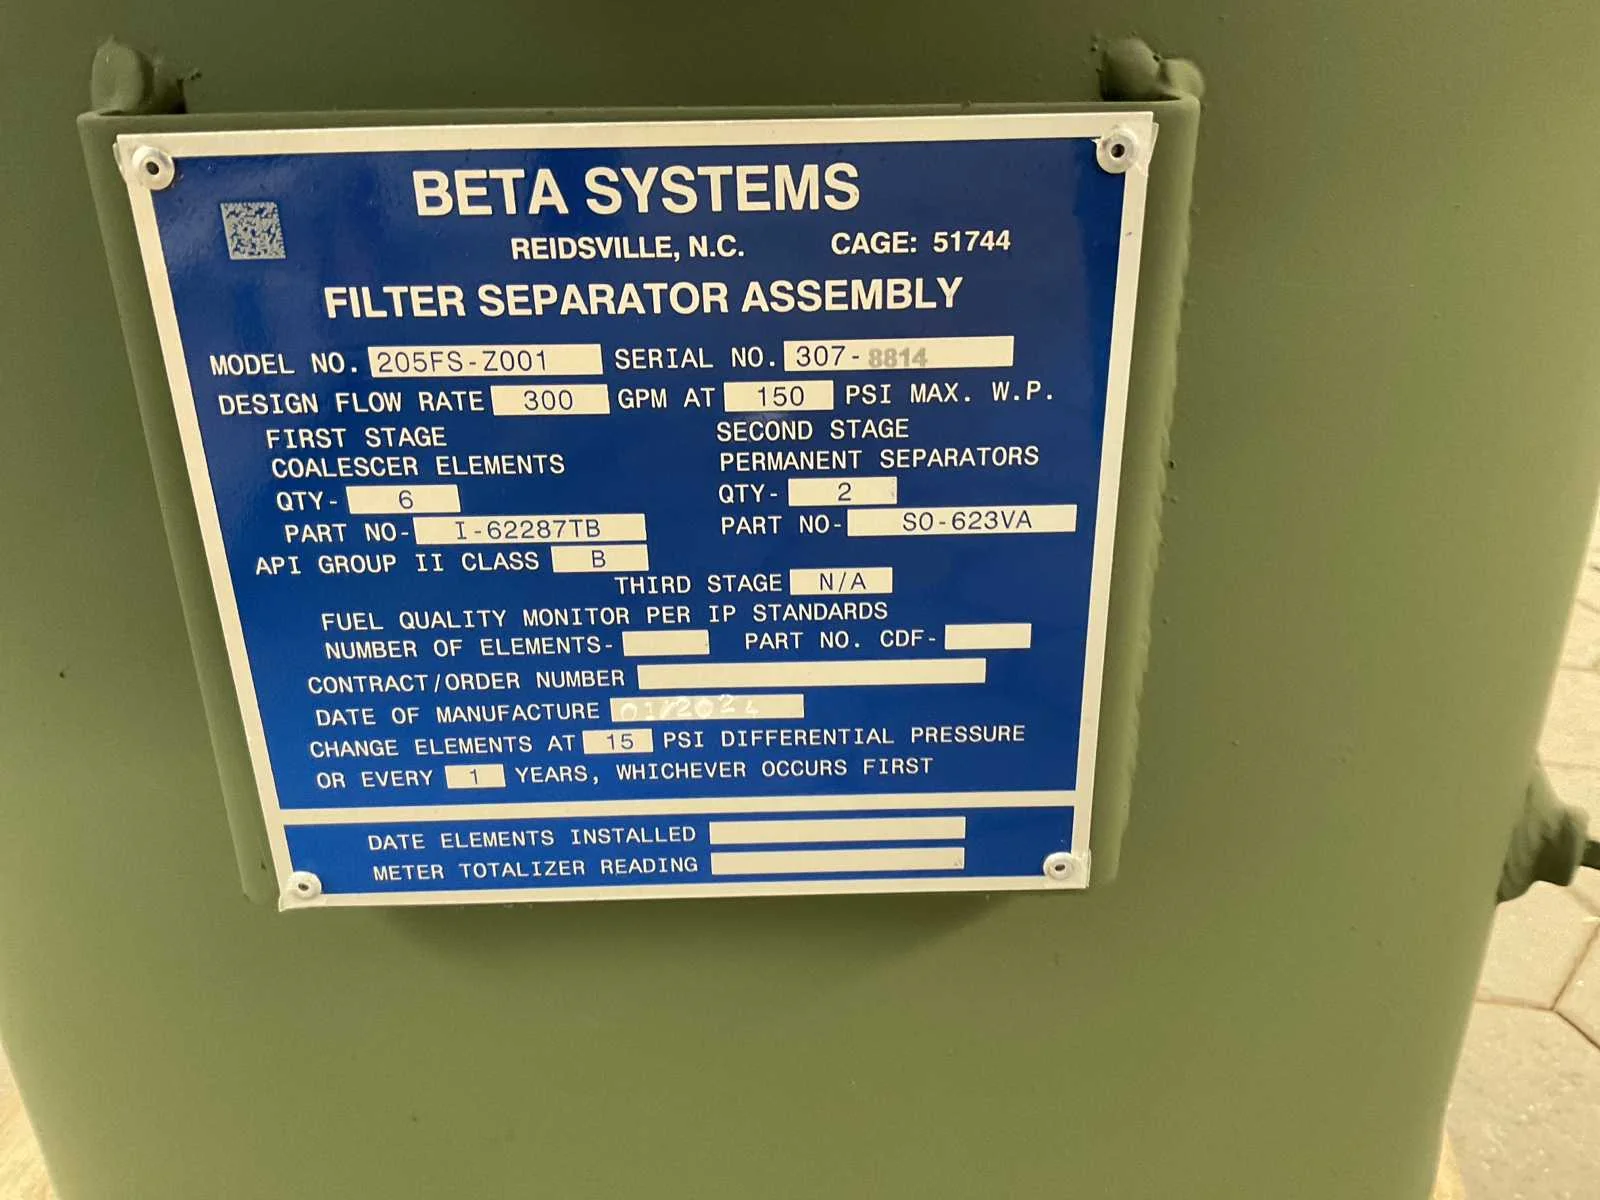 BETA SYSTEMS
REIDSVILLE, N.C. CAGE: 51744
FILTER SEPARATOR ASSEMBLY
MODEL NO. 205FS-Z001 SERIAL NO. 307-8814
DESIGN FLOW RATE 300 GPM AT 150 PSI MAX. W.P.
FIRST STAGE SECOND STAGE
COALESCER ELEMENTS PERMANENT SEPARATORS
QTY- 6 QTY- 2
PART NO- I-62287TB PART NO- SO-623VA
API GROUP II CLASS B
THIRD STAGE N/A
FUEL QUALITY MONITOR PER IP STANDARDS
NUMBER OF ELEMENTS- PART NO. CDF-
CONTRACT/ORDER NUMBER
DATE OF MANUFACTURE 01/2024
CHANGE ELEMENTS AT 15 PSI DIFFERENTIAL PRESSURE
OR EVERY 1 YEARS, WHICHEVER OCCURS FIRST
DATE ELEMENTS INSTALLED
METER TOTALIZER READING